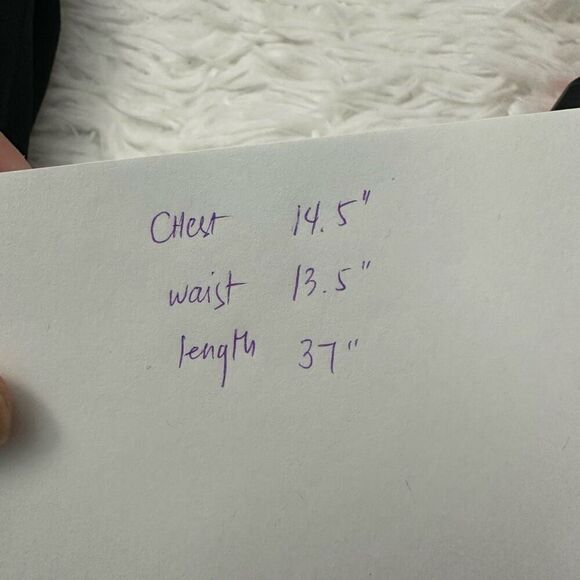 CHest 14.5"
waist 13.5"
length 37"